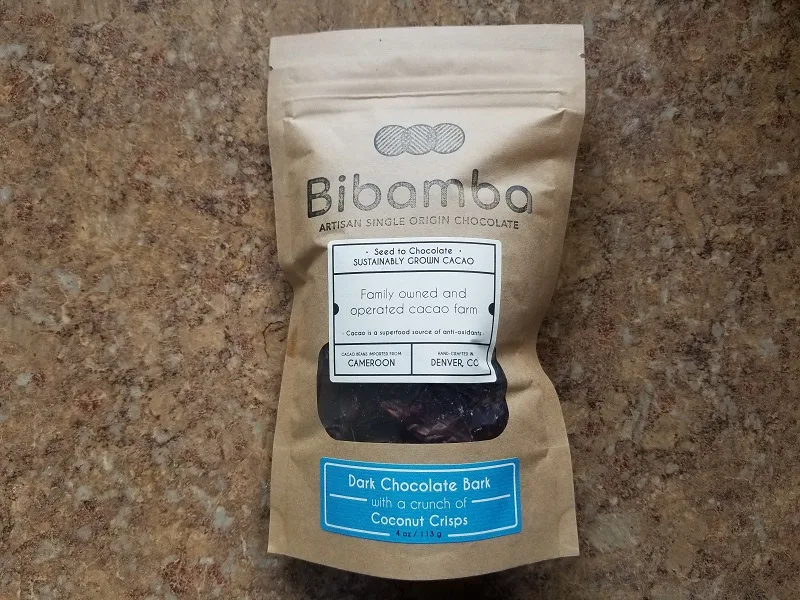 Bibamba
ARTISAN SINGLE ORIGIN CHOCOLATE
· Seed to Chocolate ·
SUSTAINABLY GROWN CACAO
Family owned and
operated cacao farm
· Cacao is a superfood source of anti-oxidants ·
CACAO BEANS IMPORTED FROM:
CAMEROON
HAND-CRAFTED IN:
DENVER, CO
Dark Chocolate Bark
with a crunch of
Coconut Crisps
4 oz / 113 g